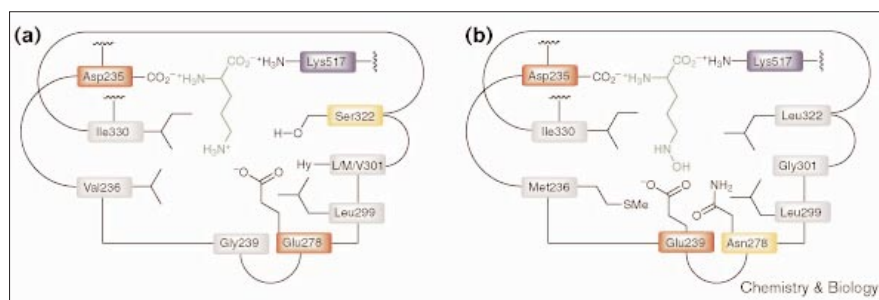 (a)
CO₂⁻ ⁺H₃N Lys517
Asp235 CO₂⁻ ⁺H₃N
Ser322
H O
Ile330
H₃N⁺
Hy L/M/V301
⁻O O
Val236
Leu299
Gly239 Glu278
(b)
CO₂⁻ ⁺H₃N Lys517
Asp235 CO₂⁻ ⁺H₃N
Leu322
Ile330
HN OH
Gly301
Met236 SMe
⁻O O
NH₂ O
Leu299
Glu239 Asn278
Chemistry & Biology